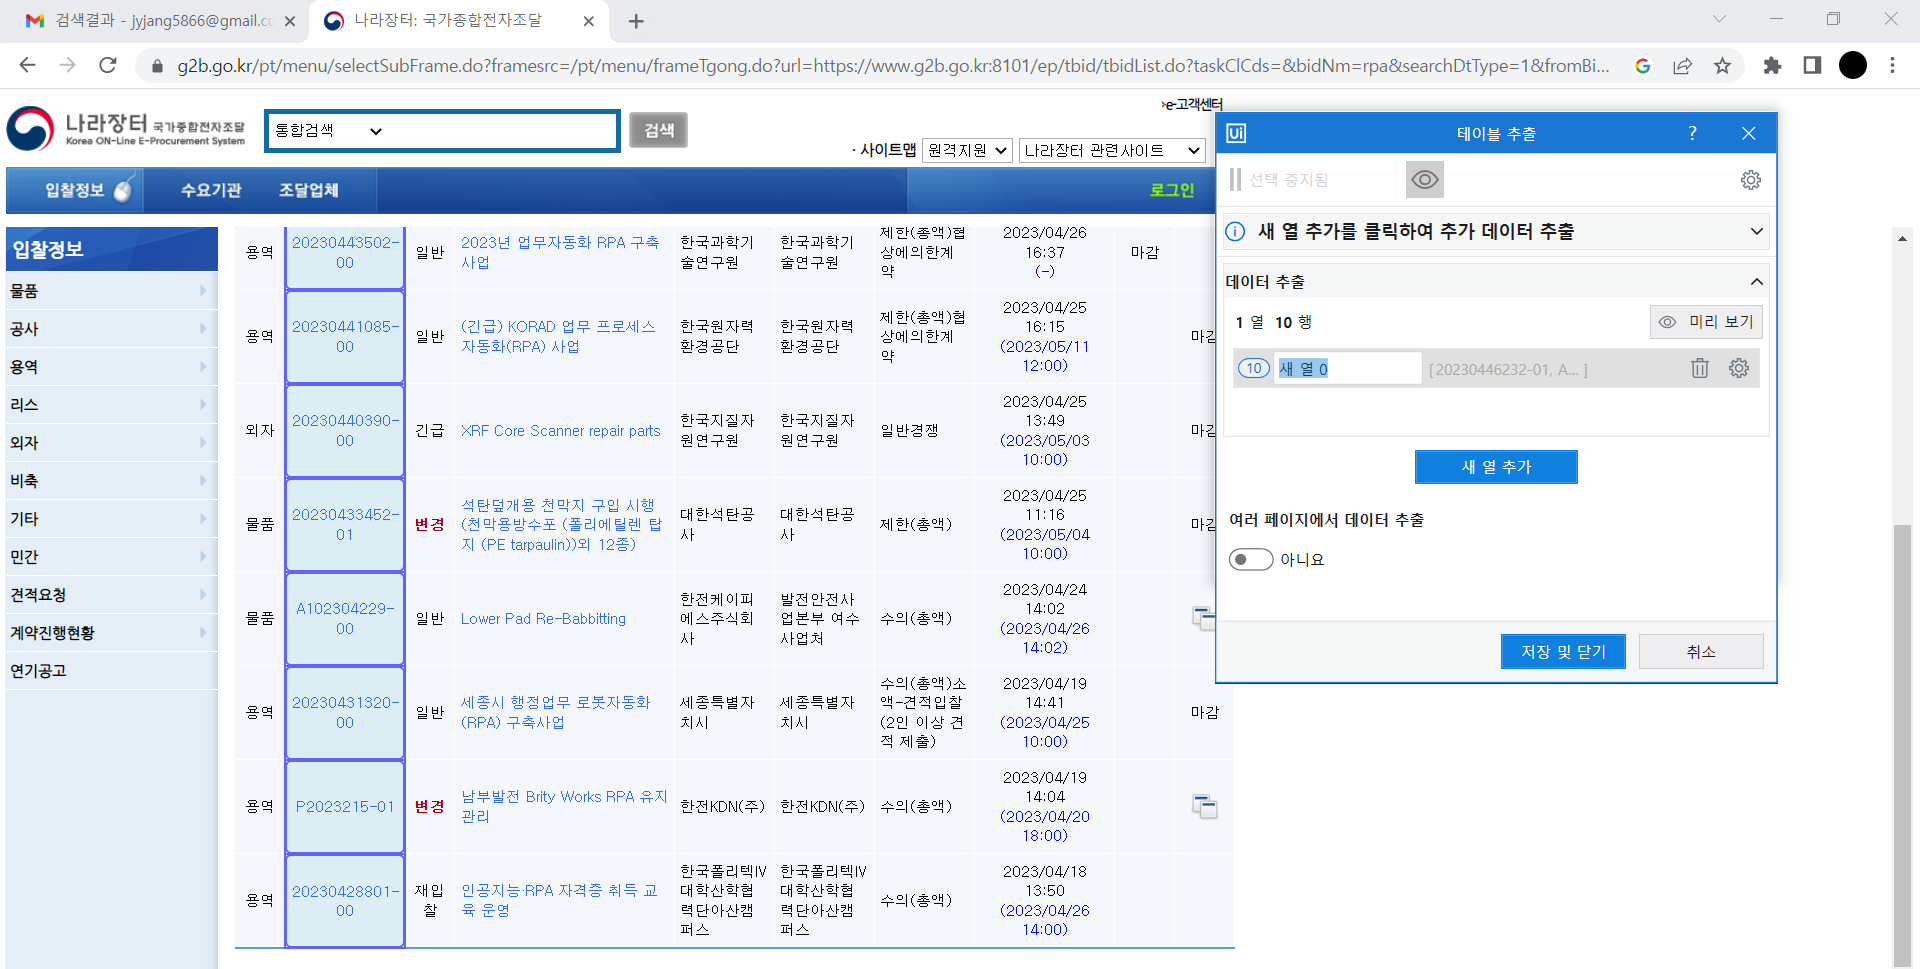 검색결과 - jyjang5866@gmail.co
나라장터: 국가종합전자조달
g2b.go.kr/pt/menu/selectSubFrame.do?framesrc=/pt/menu/frameTgong.do?url=https://www.g2b.go.kr:8101/ep/tbid/tbidList.do?taskClCds=&bidNm=rpa&searchDtType=1&fromBi...
나라장터 국가종합전자조달
Korea ON-Line E-Procurement System
통합검색
검색
e-고객센터
· 사이트맵
원격지원
나라장터 관련사이트
입찰정보
수요기관
조달업체
로그인
입찰정보
물품
공사
용역
리스
외자
비축
기타
민간
견적요청
계약진행현황
연기공고
용역
20230443502-
00
일반
2023년 업무자동화 RPA 구축
사업
한국과학기
술연구원
한국과학기
술연구원
제한(총액)협
상에의한계
약
2023/04/26
16:37
(-)
마감
용역
20230441085-
00
일반
(긴급) KORAD 업무 프로세스
자동화(RPA) 사업
한국원자력
환경공단
한국원자력
환경공단
제한(총액)협
상에의한계
약
2023/04/25
16:15
(2023/05/11
12:00)
마감
외자
20230440390-
00
긴급
XRF Core Scanner repair parts
한국지질자
원연구원
한국지질자
원연구원
일반경쟁
2023/04/25
13:49
(2023/05/03
10:00)
마감
물품
20230433452-
01
변경
석탄덮개용 천막지 구입 시행
(천막용방수포 (폴리에틸렌 탑
지 (PE tarpaulin))외 12종)
대한석탄공
사
대한석탄공
사
제한(총액)
2023/04/25
11:16
(2023/05/04
10:00)
마감
물품
A102304229-
00
일반
Lower Pad Re-Babbitting
한전케이피
에스주식회
사
발전안전사
업본부 여수
사업처
수의(총액)
2023/04/24
14:02
(2023/04/26
14:02)
용역
20230431320-
00
일반
세종시 행정업무 로봇자동화
(RPA) 구축사업
세종특별자
치시
세종특별자
치시
수의(총액)소
액-견적입찰
(2인 이상 견
적 제출)
2023/04/19
14:41
(2023/04/25
10:00)
마감
용역
P2023215-01
변경
남부발전 Brity Works RPA 유지
관리
한전KDN(주)
한전KDN(주)
수의(총액)
2023/04/19
14:04
(2023/04/20
18:00)
용역
20230428801-
00
재입
찰
인공지능·RPA 자격증 취득 교
육 운영
한국폴리텍Ⅳ
대학산학협
력단아산캠
퍼스
한국폴리텍Ⅳ
대학산학협
력단아산캠
퍼스
수의(총액)
2023/04/18
13:50
(2023/04/26
14:00)
Ui
테이블 추출
?
선택 중지됨
새 열 추가를 클릭하여 추가 데이터 추출
데이터 추출
1 열 10 행
미리 보기
10
새 열 0
[20230446232-01, A... ]
새 열 추가
여러 페이지에서 데이터 추출
아니요
저장 및 닫기
취소